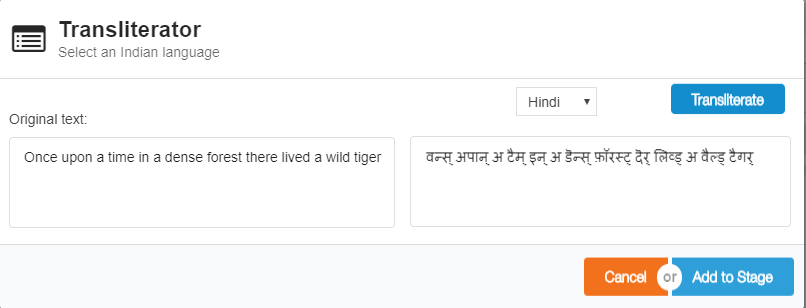 Transliterator
Select an Indian language
Hindi
Transliterate
Original text:
Once upon a time in a dense forest there lived a wild tiger
वन्स् अपान् अ टैम् इन् अ डॆन्स् फ़ॉरस्ट् दॆर् लिव्ड् अ वैल्ड् टैगर्
Cancel or Add to Stage